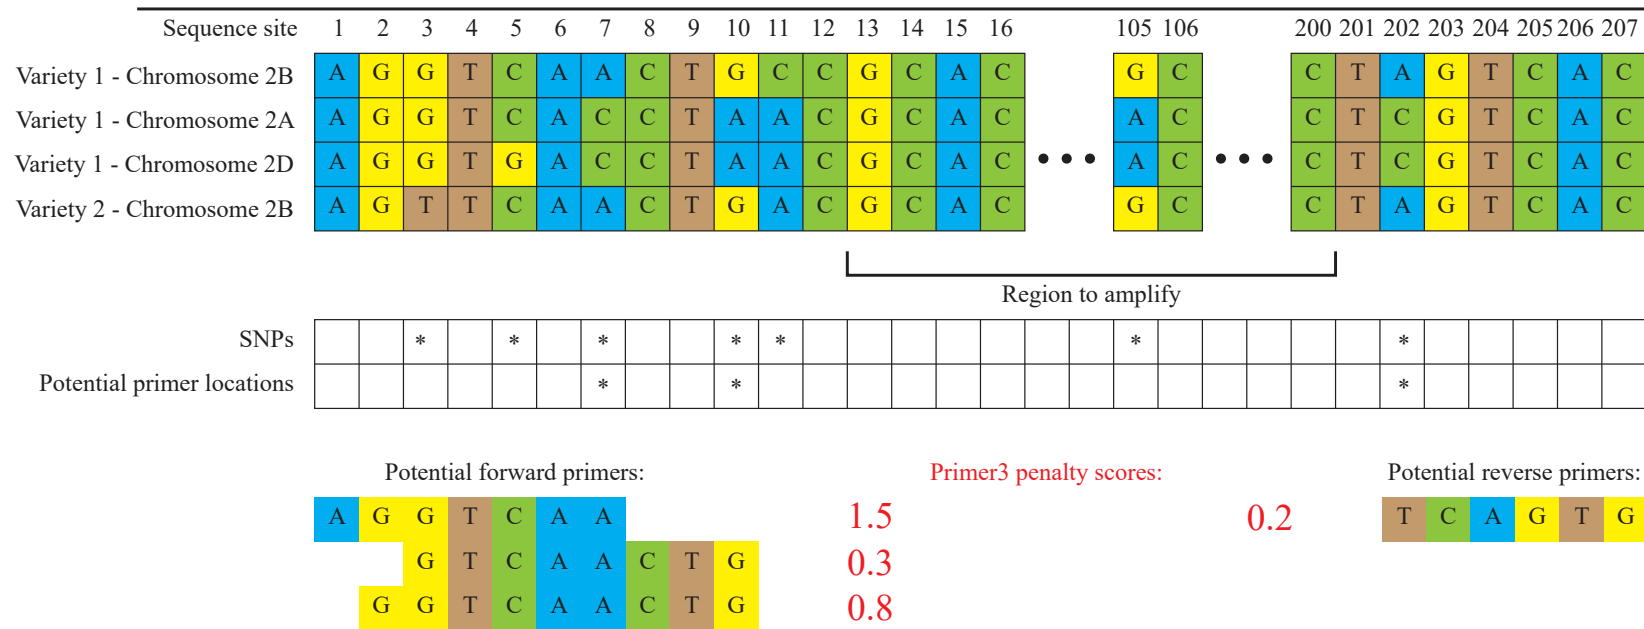 Sequence site 1 2 3 4 5 6 7 8 9 10 11 12 13 14 15 16 105 106 200 201 202 203 204 205 206 207
Variety 1 - Chromosome 2B A G G T C A A C T G C C G C A C G C C T A G T C A C
Variety 1 - Chromosome 2A A G G T C A C C T A A C G C A C A C C T C G T C A C
Variety 1 - Chromosome 2D A G G T G A C C T A A C G C A C • • • A C • • • C T C G T C A C
Variety 2 - Chromosome 2B A G T T C A A C T G A C G C A C G C C T A G T C A C
Region to amplify
SNPs * * * * * * *
Potential primer locations * * *
Potential forward primers: Primer3 penalty scores: Potential reverse primers:
A G G T C A A 1.5 0.2 T C A G T G
G T C A A C T G 0.3
G G T C A A C T G 0.8